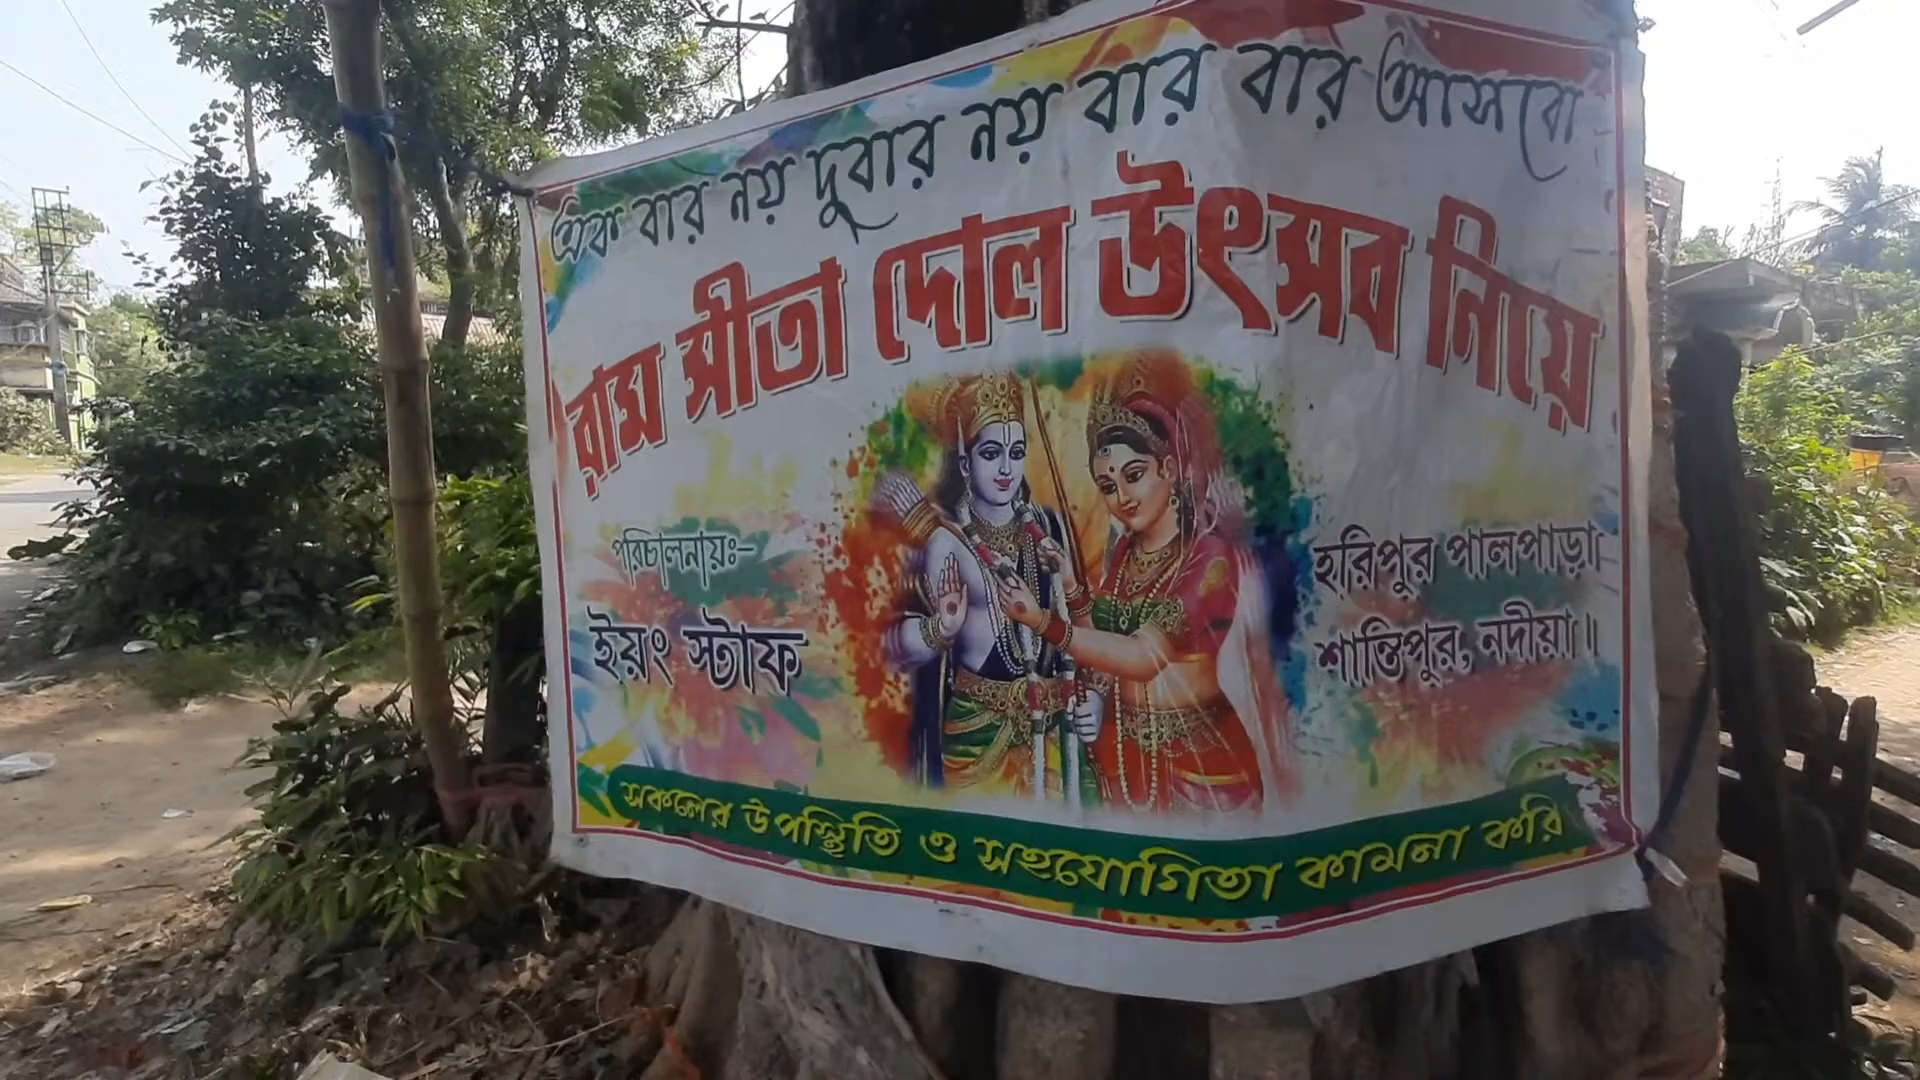 এক বার নয় দুবার নয় বার বার আসবো
রাম সীতা দোল উৎসব নিয়ে
পরিচালনায়ঃ-
ইয়ং স্টাফ
হরিপুর পালপাড়া
শান্তিপুর, নদীয়া॥
সকলের উপস্থিতি ও সহযোগিতা কামনা করি